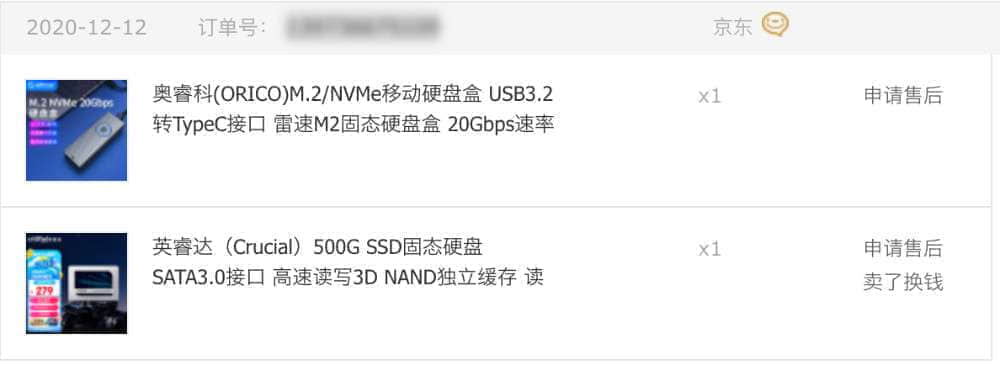 2020-12-12 订单号： 京东
M.2 NVMe 20Gbps
硬盘盒
奥睿科(ORICO)M.2/NVMe移动硬盘盒 USB3.2 x1 申请售后
转TypeC接口 雷速M2固态硬盘盒 20Gbps速率
英睿达（Crucial）500G SSD固态硬盘 x1 申请售后
SATA3.0接口 高速读写3D NAND独立缓存 读 卖了换钱
279